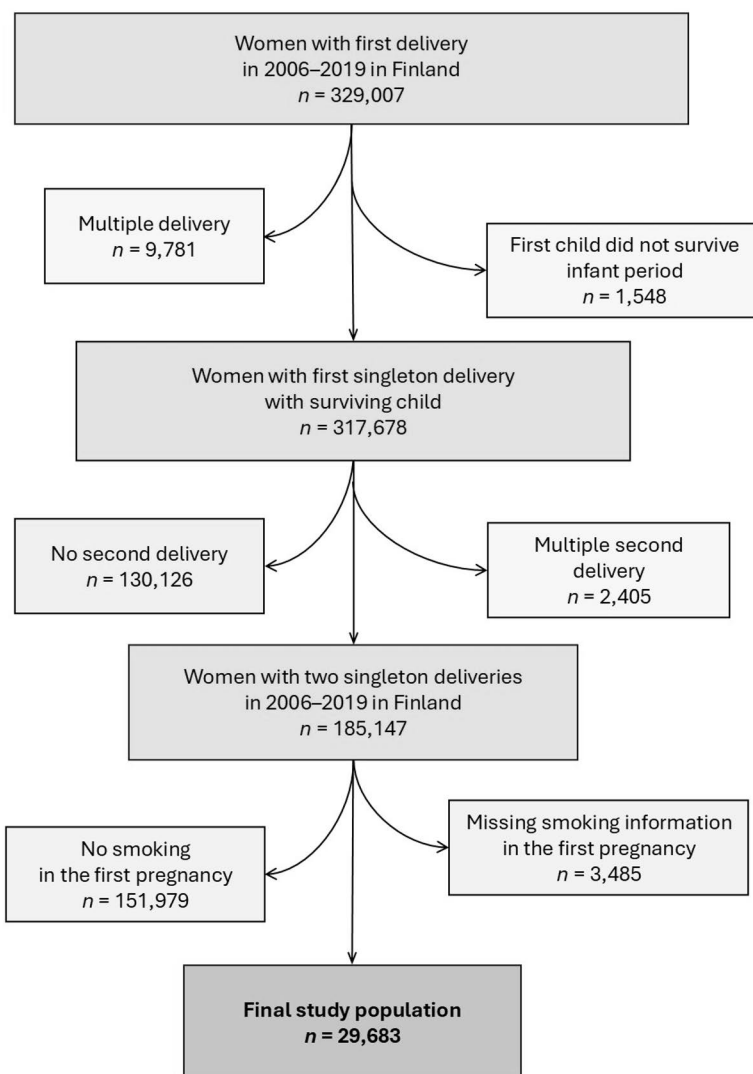 Women with first delivery
in 2006–2019 in Finland
n = 329,007
Multiple delivery
n = 9,781
First child did not survive
infant period
n = 1,548
Women with first singleton delivery
with surviving child
n = 317,678
No second delivery
n = 130,126
Multiple second
delivery
n = 2,405
Women with two singleton deliveries
in 2006–2019 in Finland
n = 185,147
No smoking
in the first pregnancy
n = 151,979
Missing smoking information
in the first pregnancy
n = 3,485
Final study population
n = 29,683